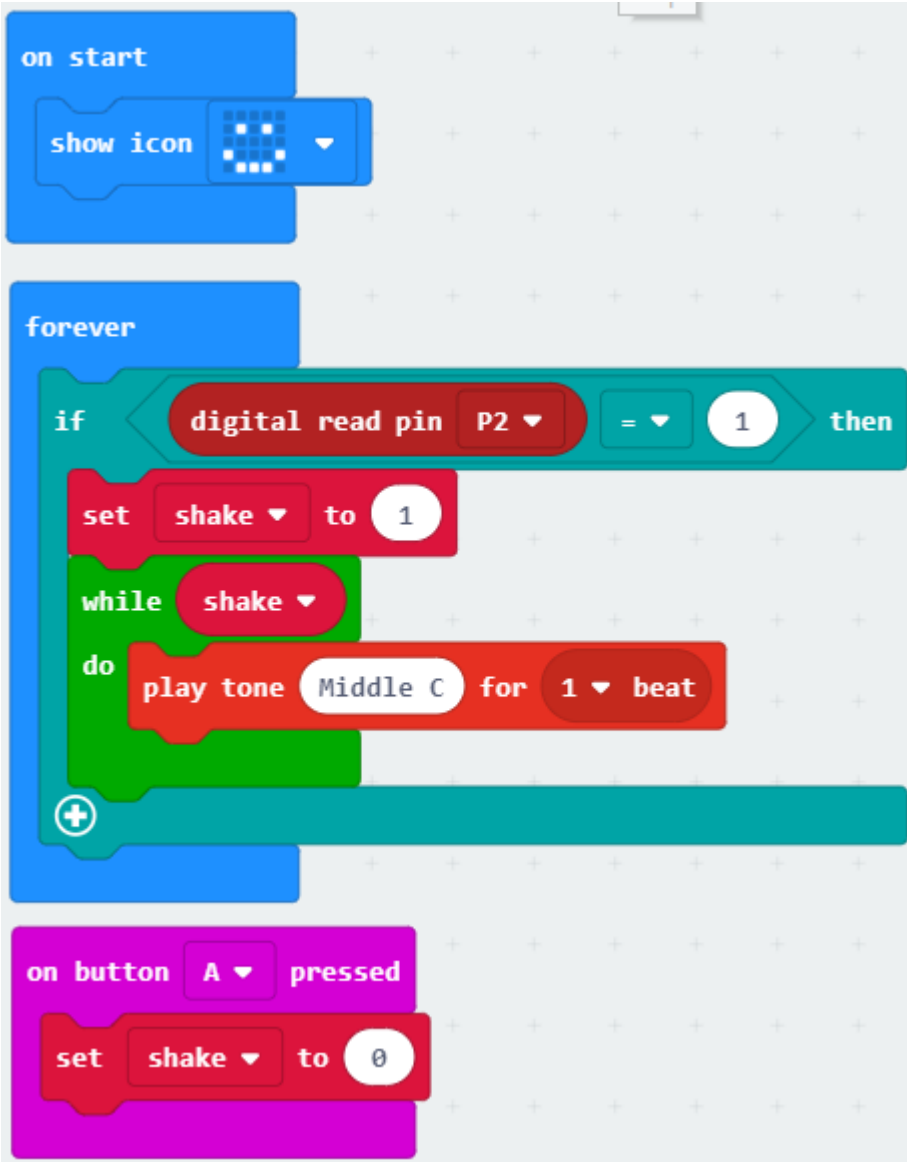 on start
show icon
forever
if digital read pin P2 = 1 then
set shake to 1
while shake
do
play tone Middle C for 1 beat
on button A pressed
set shake to 0